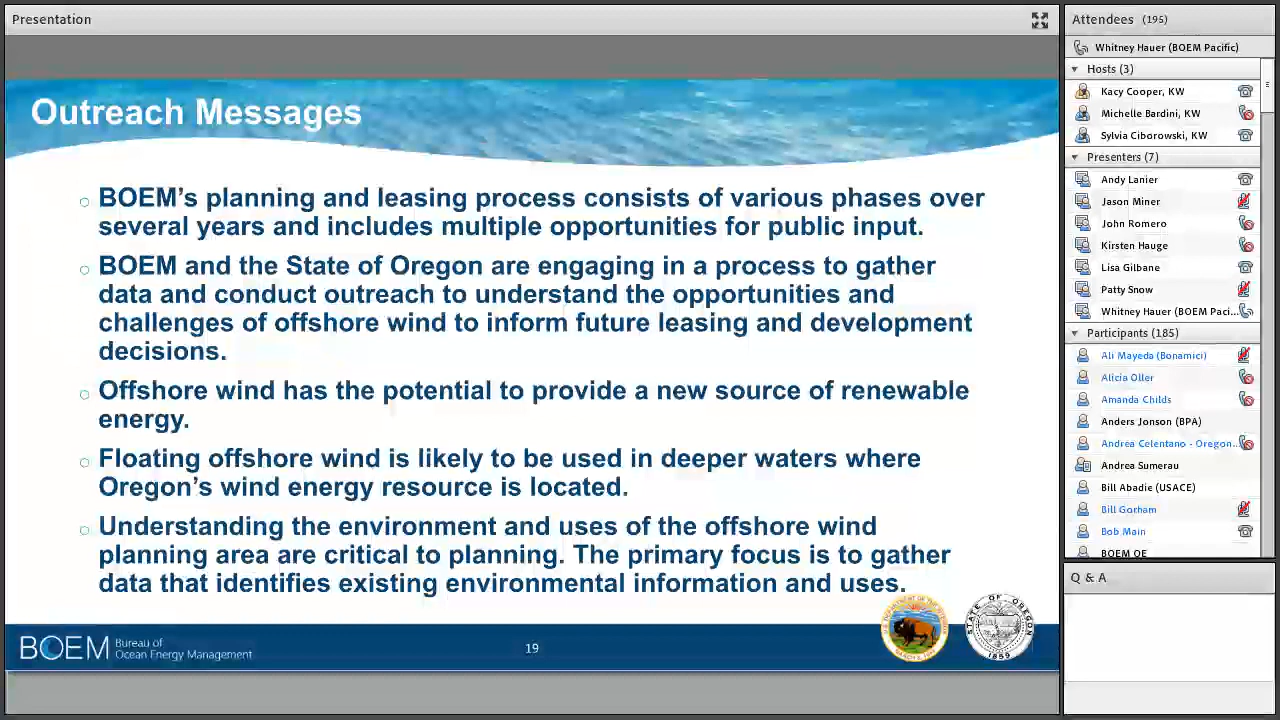 Presentation
Outreach Messages
BOEM's planning and leasing process consists of various phases over
several years and includes multiple opportunities for public input.
BOEM and the State of Oregon are engaging in a process to gather
data and conduct outreach to understand the opportunities and
challenges of offshore wind to inform future leasing and development
decisions.
Offshore wind has the potential to provide a new source of renewable
energy.
Floating offshore wind is likely to be used in deeper waters where
Oregon's wind energy resource is located.
Understanding the environment and uses of the offshore wind
planning area are critical to planning. The primary focus is to gather
data that identifies existing environmental information and uses.
BOEM
Bureau of
Ocean Energy Management
19
STATE OF OREGON
1859
Attendees (195)
Whitney Hauer (BOEM Pacific)
Hosts (3)
Kacy Cooper, KW
Michelle Bardini, KW
Sylvia Ciborowski, KW
Presenters (7)
Andy Lanier
Jason Miner
John Romero
Kirsten Hauge
Lisa Gilbane
Patty Snow
Whitney Hauer (BOEM Paci...
Participants (185)
Ali Mayeda (Bonamici)
Alicia Oller
Amanda Childs
Anders Jonson (BPA)
Andrea Celentano - Oregon...
Andrea Sumerau
Bill Abadie (USACE)
Bill Gorham
Bob Main
BOEM OE
Q & A